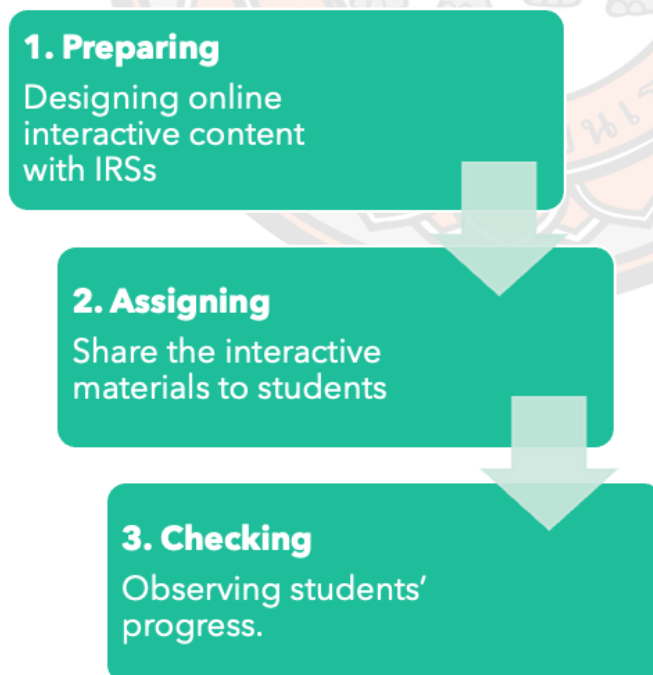 1. Preparing
Designing online
interactive content
with IRSs
2. Assigning
Share the interactive
materials to students
3. Checking
Observing students’
progress.